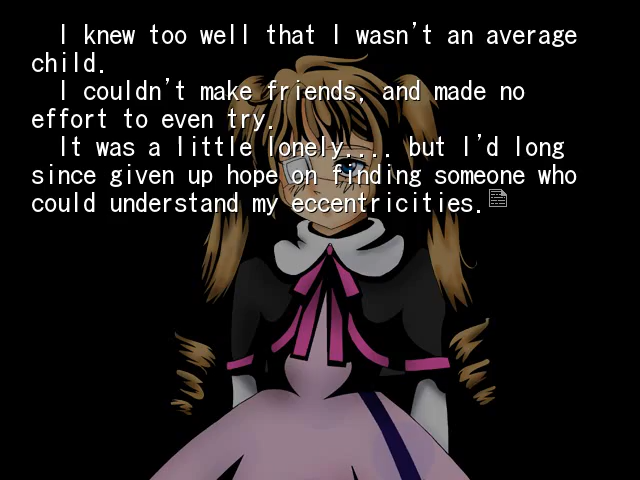 I knew too well that I wasn't an average
child.
I couldn't make friends, and made no
effort to even try.
It was a little lonely.... but I'd long
since given up hope on finding someone who
could understand my eccentricities.